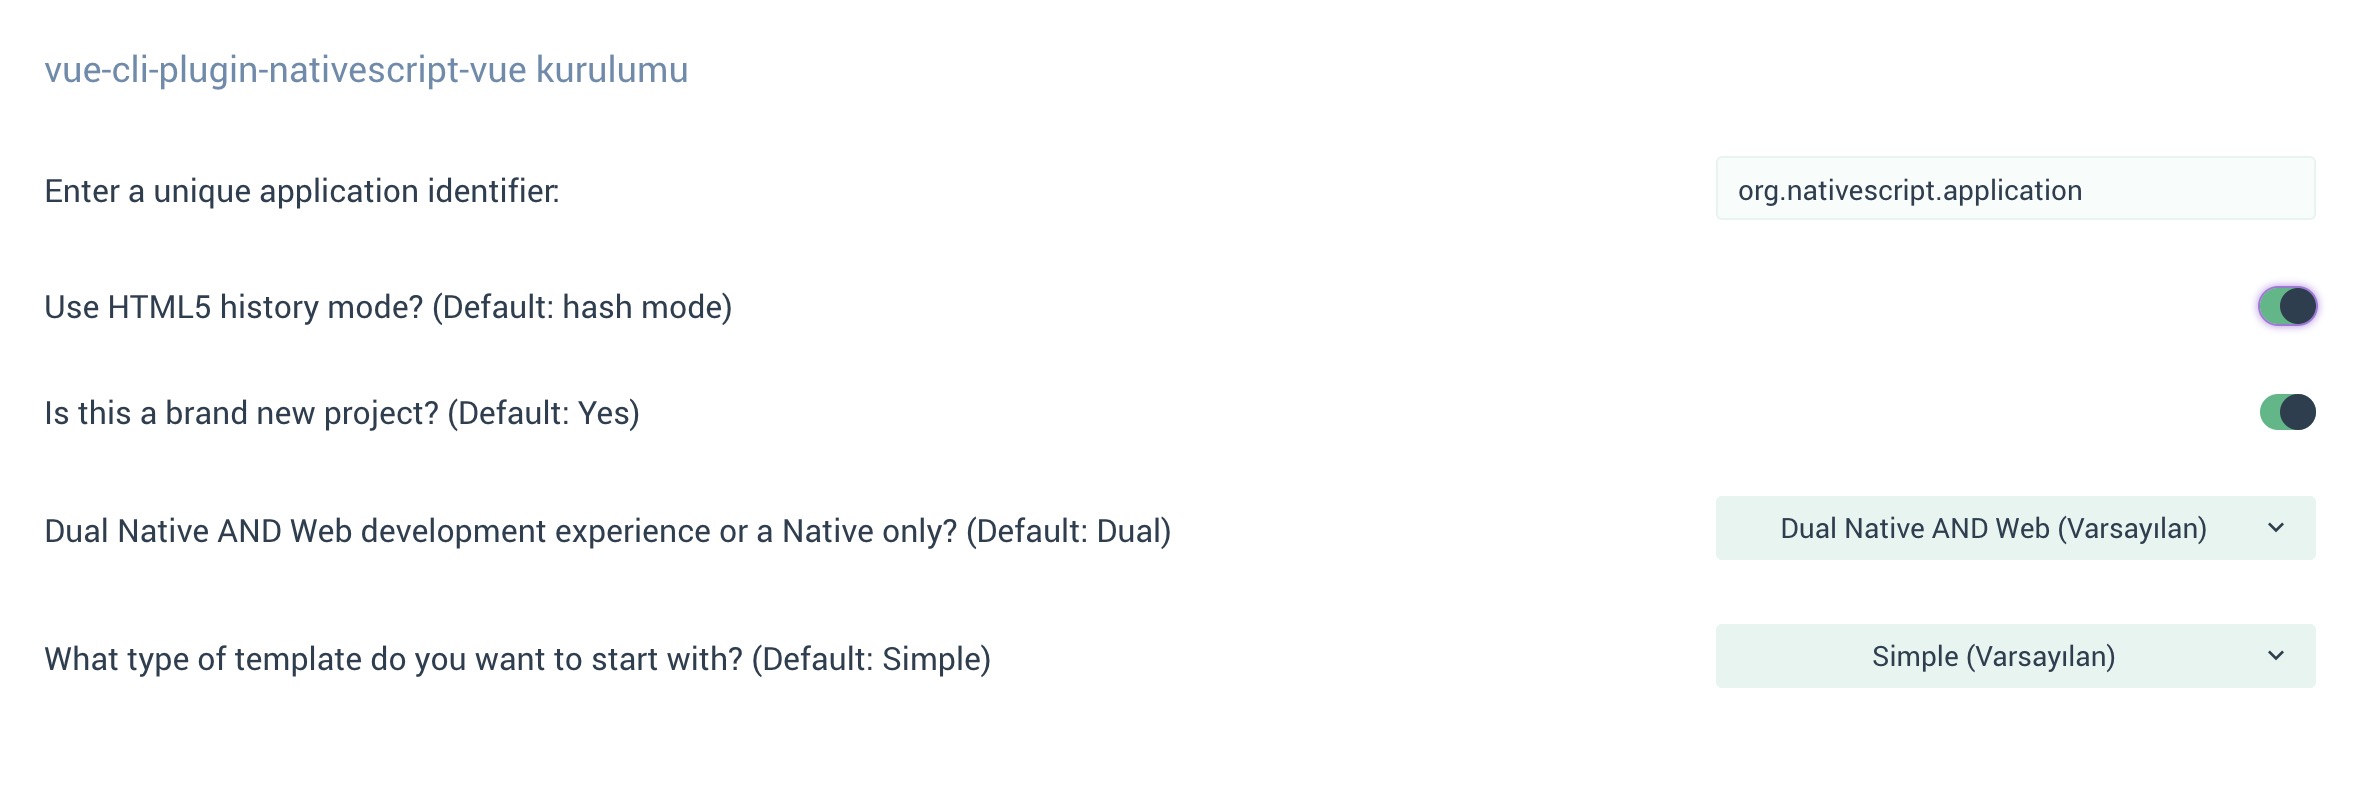 vue-cli-plugin-nativescript-vue kurulumu
Enter a unique application identifier:
org.nativescript.application
Use HTML5 history mode? (Default: hash mode)
Is this a brand new project? (Default: Yes)
Dual Native AND Web development experience or a Native only? (Default: Dual)
Dual Native AND Web (Varsayılan)
What type of template do you want to start with? (Default: Simple)
Simple (Varsayılan)